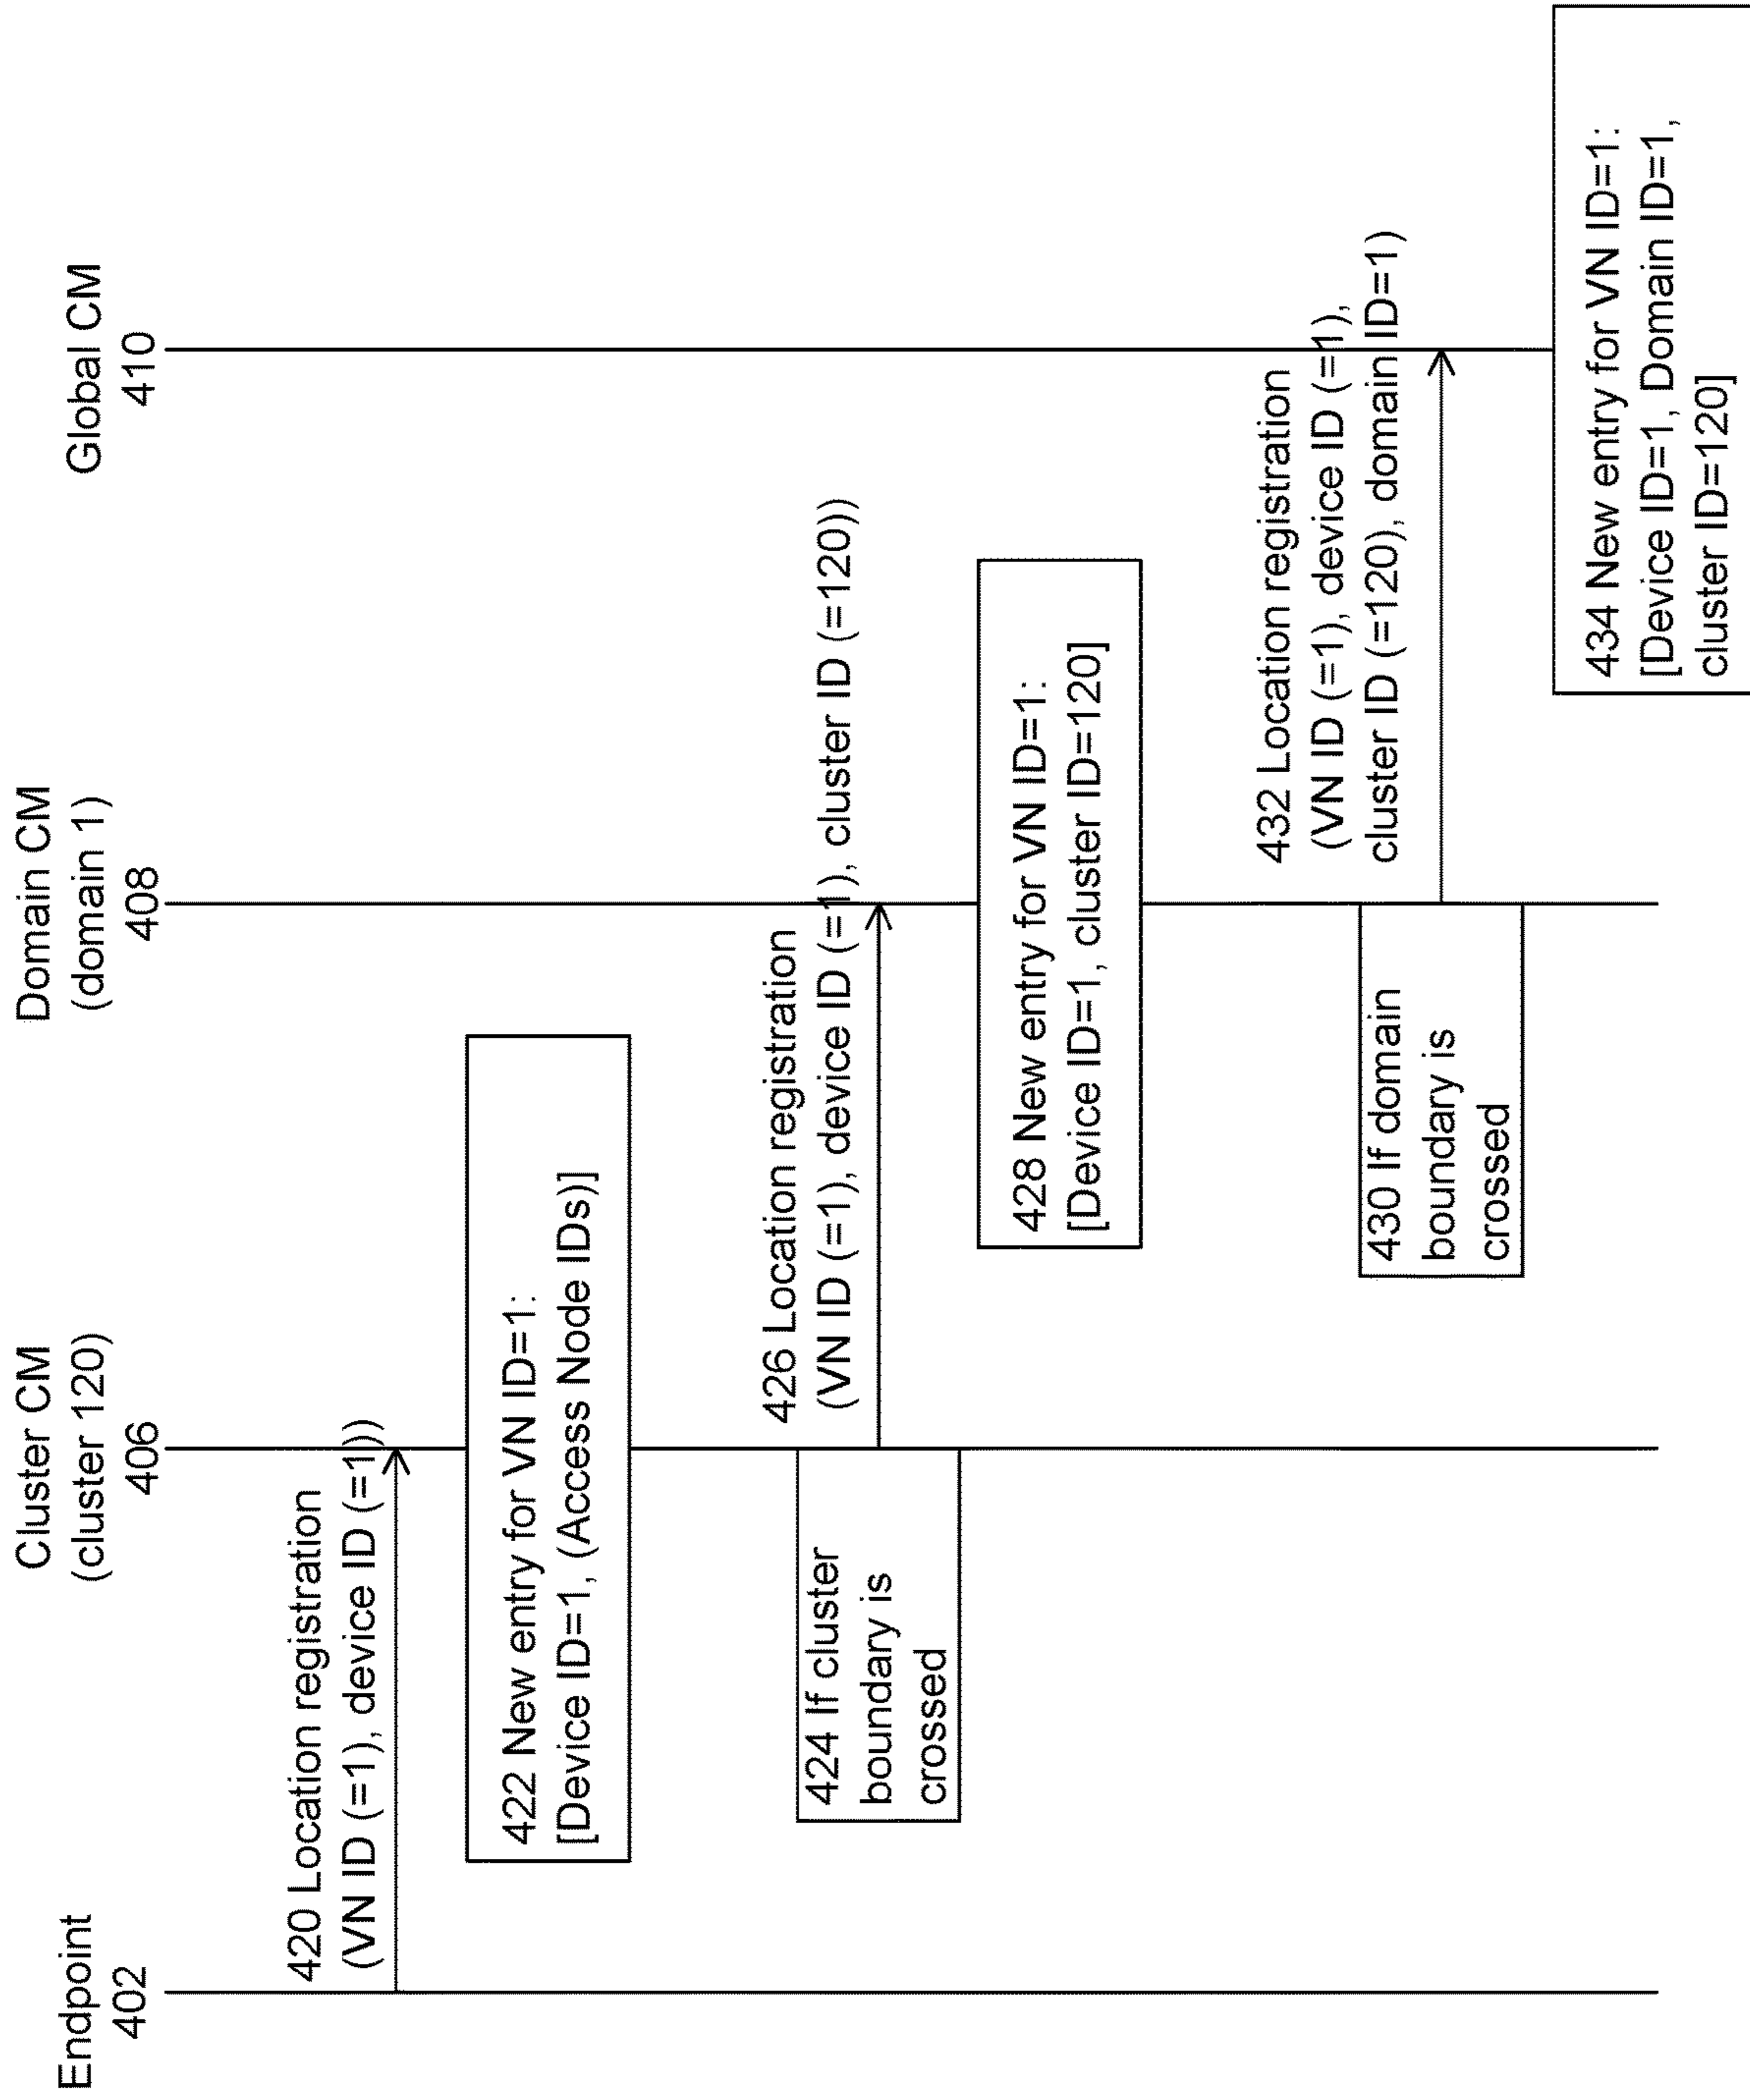 Endpoint
402
Cluster CM
(cluster 120)
406
Domain CM
(domain 1)
408
Global CM
410
420 Location registration
(VN ID (=1), device ID (=1))
422 New entry for VN ID=1:
[Device ID=1, (Access Node IDs)]
424 If cluster
boundary is
crossed
426 Location registration
(VN ID (=1), device ID (=1), cluster ID (=120))
428 New entry for VN ID=1:
[Device ID=1, cluster ID=120]
430 If domain
boundary is
crossed
432 Location registration
(VN ID (=1), device ID (=1),
cluster ID (=120), domain ID=1)
434 New entry for VN ID=1:
[Device ID=1, Domain ID=1,
cluster ID=120]